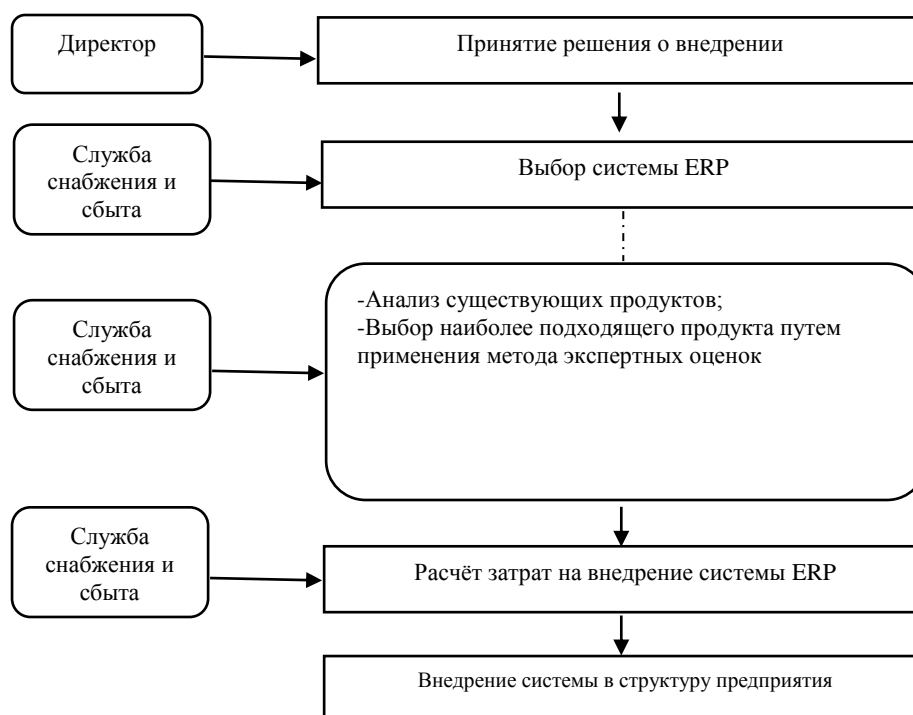 Директор
Принятие решения о внедрении
Служба
снабжения и
сбыта
Выбор системы ERP
Служба
снабжения и
сбыта
-Анализ существующих продуктов;
-Выбор наиболее подходящего продукта путем
применения метода экспертных оценок
Служба
снабжения и
сбыта
Расчёт затрат на внедрение системы ERP
Внедрение системы в структуру предприятия